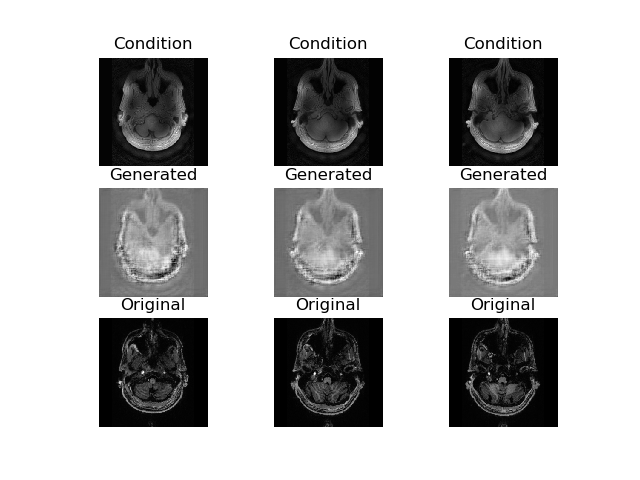 Condition Condition Condition
Generated Generated Generated
Original Original Original